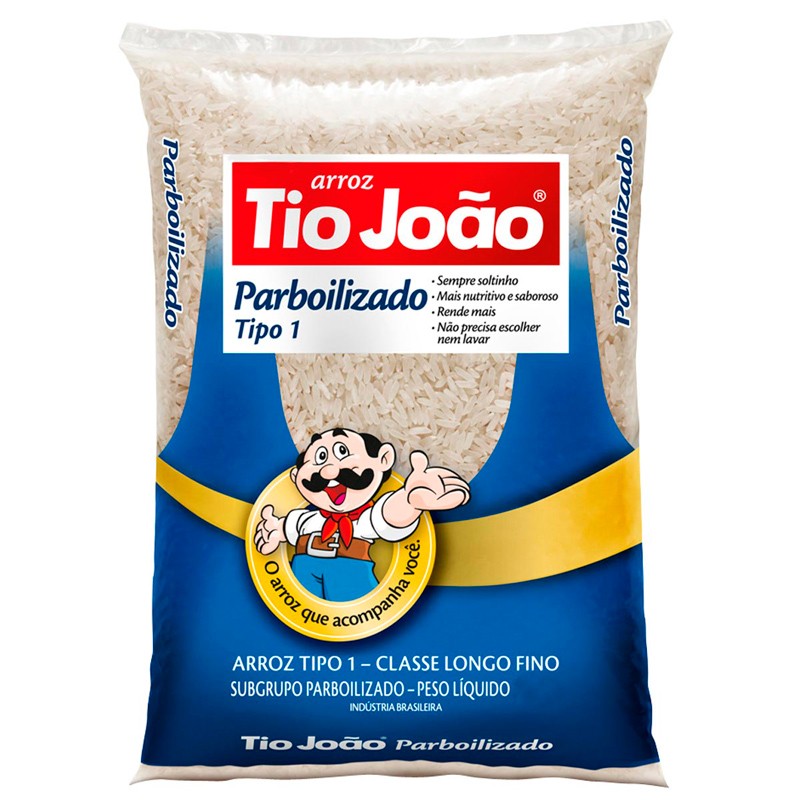 arroz
Tio João®
Parboilizado
Tipo 1
· Sempre soltinho
· Mais nutritivo e saboroso
· Rende mais
· Não precisa escolher
nem lavar
Parboilizado
Parboilizado
O arroz que acompanha você.
ARROZ TIPO 1 – CLASSE LONGO FINO
SUBGRUPO PARBOILIZADO – PESO LÍQUIDO
INDÚSTRIA BRASILEIRA
Tio João® Parboilizado